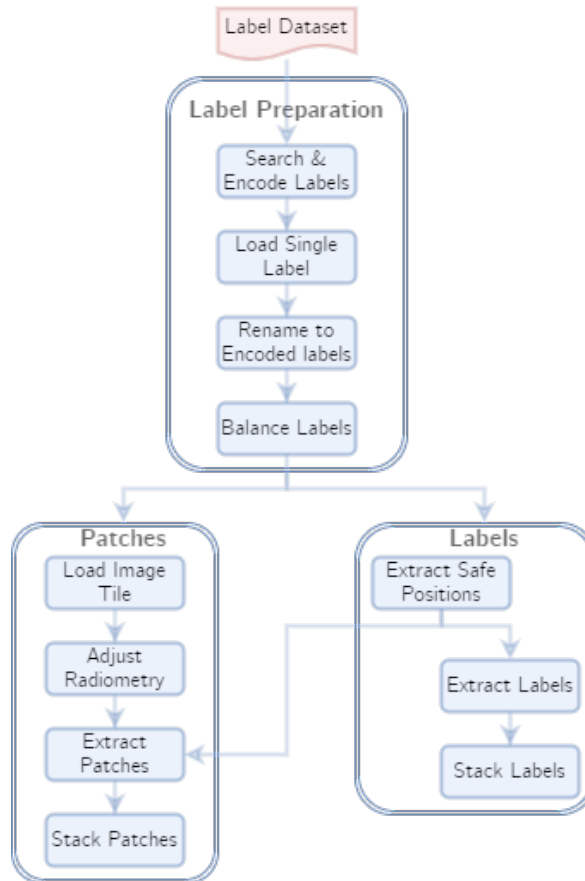 Label Dataset
Label Preparation
Search &
Encode Labels
Load Single
Label
Rename to
Encoded labels
Balance Labels
Patches
Load Image
Tile
Adjust
Radiometry
Extract
Patches
Stack Patches
Labels
Extract Safe
Positions
Extract Labels
Stack Labels